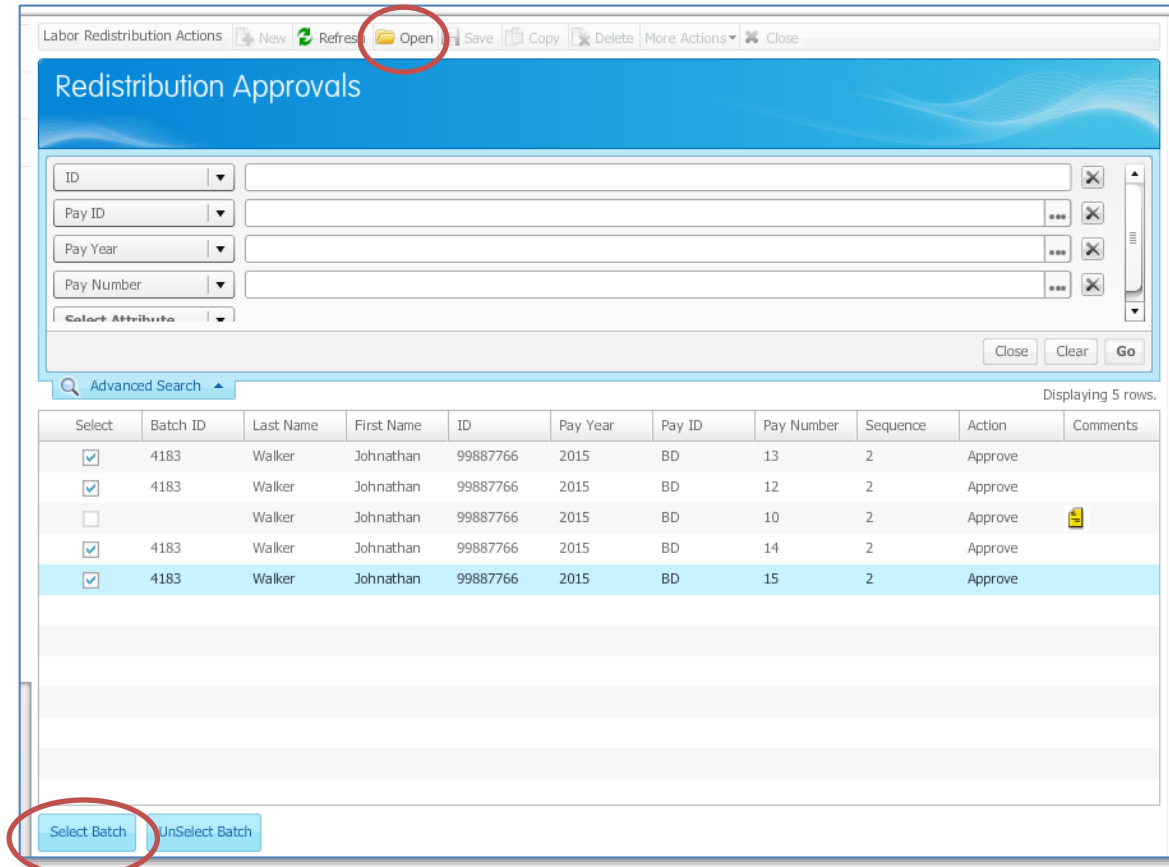 Labor Redistribution Actions New Refresh Open Save Copy Delete More Actions Close
Redistribution Approvals
ID
Pay ID
Pay Year
Pay Number
Select Attribute
Close Clear Go
Advanced Search
Displaying 5 rows.
Select Batch ID Last Name First Name ID Pay Year Pay ID Pay Number Sequence Action Comments
4183 Walker Johnathan 99887766 2015 BD 13 2 Approve
4183 Walker Johnathan 99887766 2015 BD 12 2 Approve
Walker Johnathan 99887766 2015 BD 10 2 Approve
4183 Walker Johnathan 99887766 2015 BD 14 2 Approve
4183 Walker Johnathan 99887766 2015 BD 15 2 Approve
Select Batch UnSelect Batch